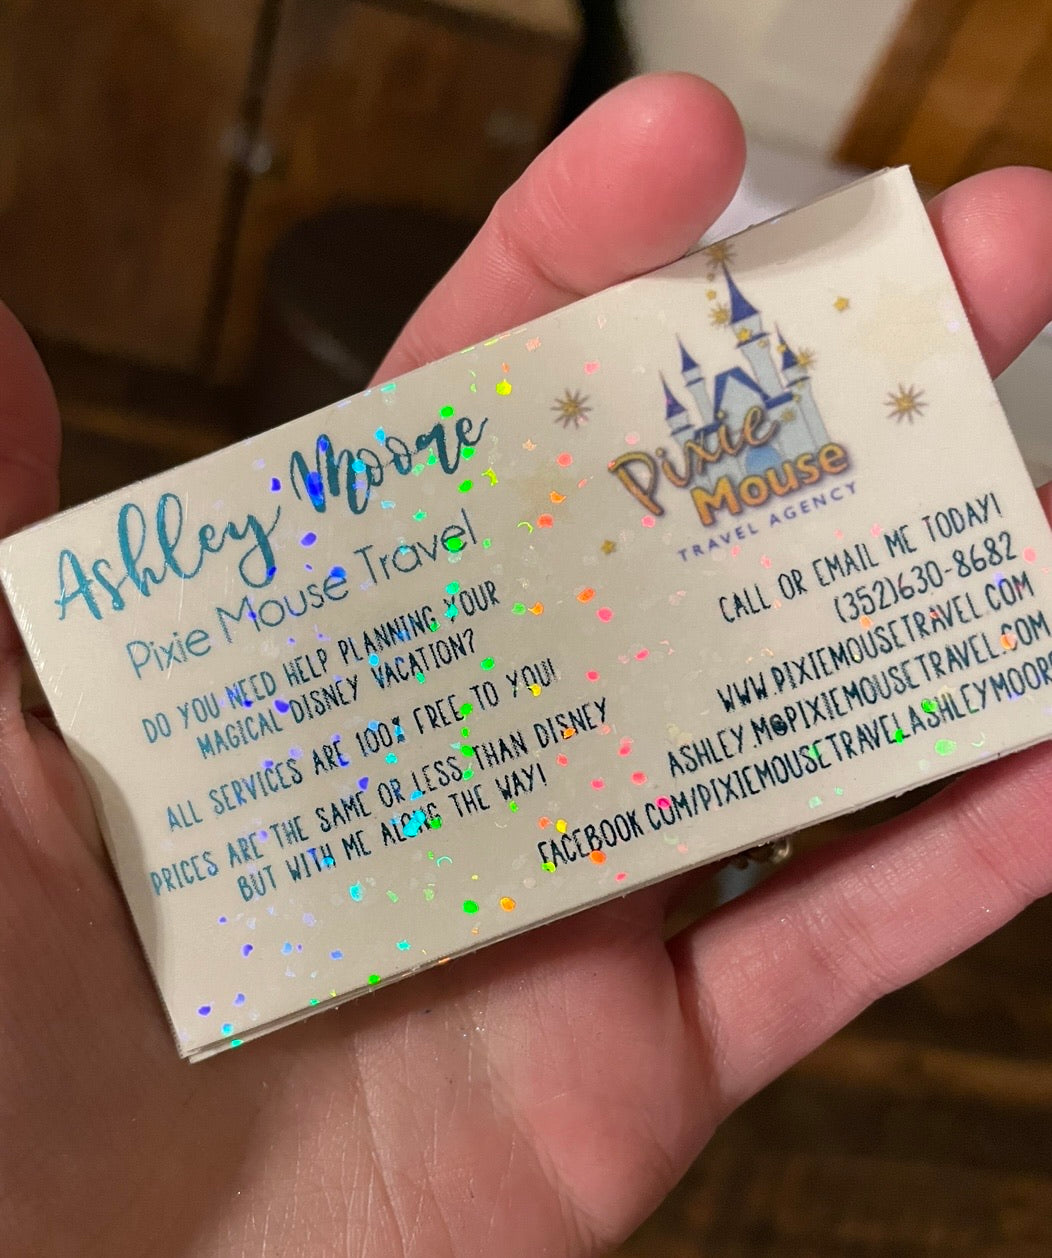 Ashley Moore
Pixie Mouse Travel
DO YOU NEED HELP PLANNING YOUR
MAGICAL DISNEY VACATION?
ALL SERVICES ARE 100% FREE TO YOU!
PRICES ARE THE SAME OR LESS THAN DISNEY
BUT WITH ME ALONG THE WAY!
Pixie
Mouse
TRAVEL AGENCY
CALL OR EMAIL ME TODAY!
(352)630-8682
WWW.PIXIEMOUSETRAVEL.COM
ASHLEY.M@PIXIEMOUSETRAVEL.COM
FACEBOOK.COM/PIXIEMOUSETRAVELASHLEYMOORE